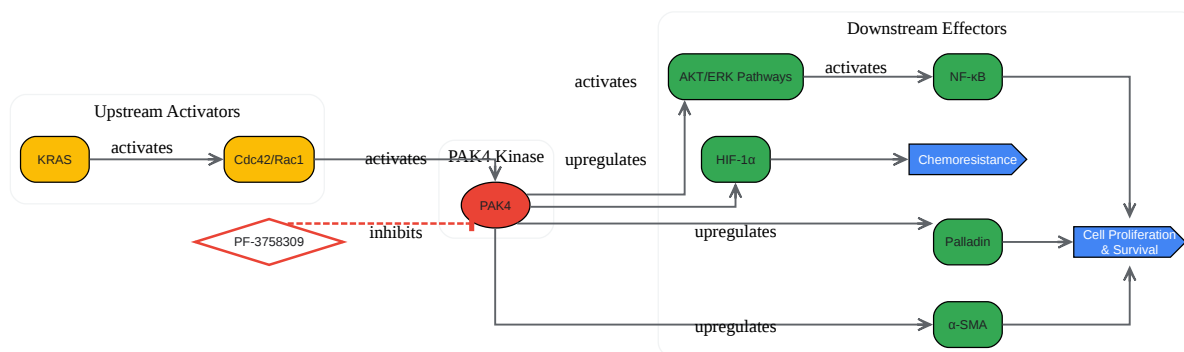 Downstream Effectors
activates
AKT/ERK Pathways
activates
NF-κB
Upstream Activators
KRAS
activates
Cdc42/Rac1
activates
PAK4 Kinase
upregulates
HIF-1α
Chemoresistance
PAK4
PF-3758309
inhibits
upregulates
Palladin
Cell Proliferation
& Survival
upregulates
α-SMA